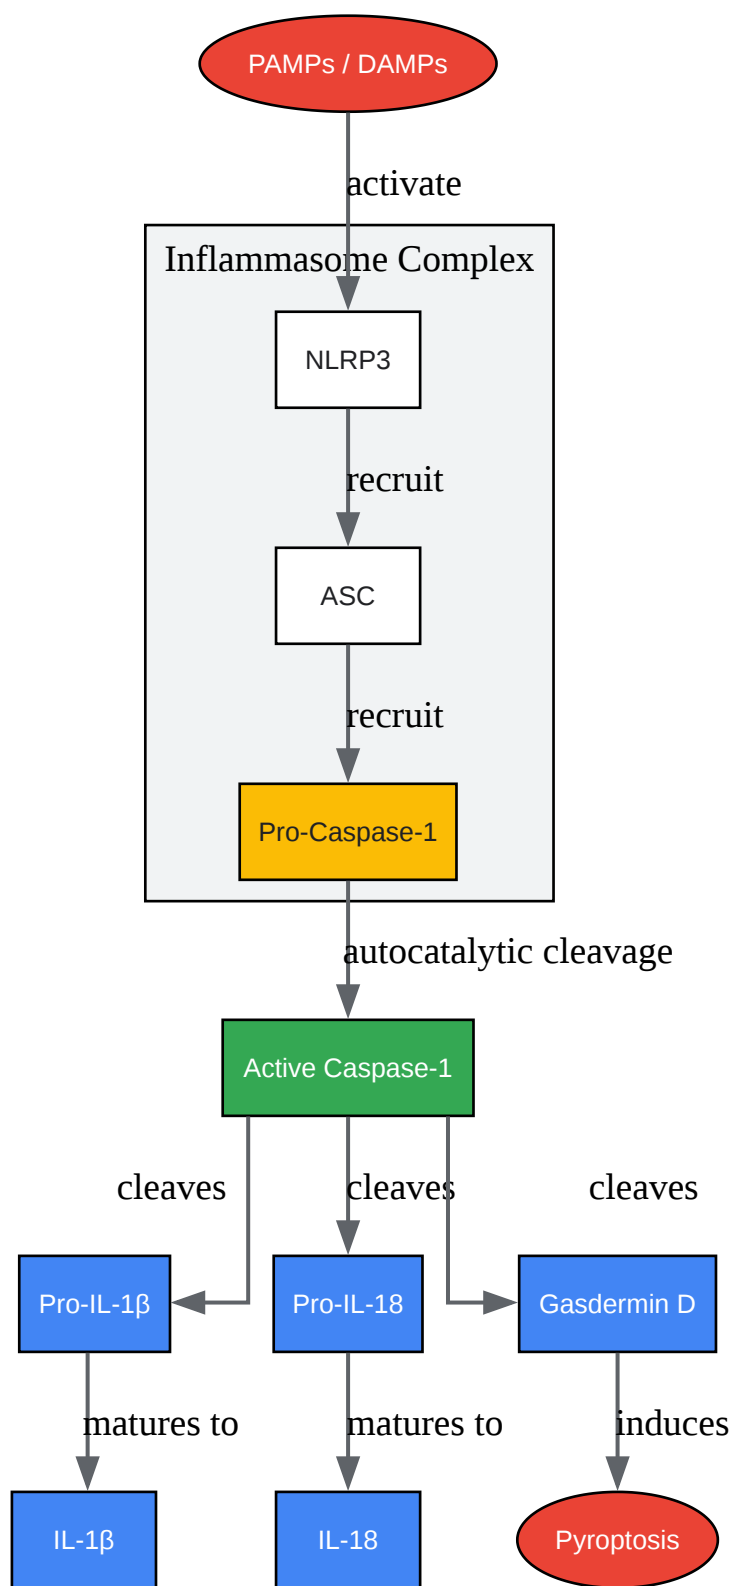 PAMPs / DAMPs
activate
Inflammasome Complex
NLRP3
recruit
ASC
recruit
Pro-Caspase-1
autocatalytic cleavage
Active Caspase-1
cleaves
cleaves
cleaves
Pro-IL-1β
Pro-IL-18
Gasdermin D
matures to
matures to
induces
IL-1β
IL-18
Pyroptosis